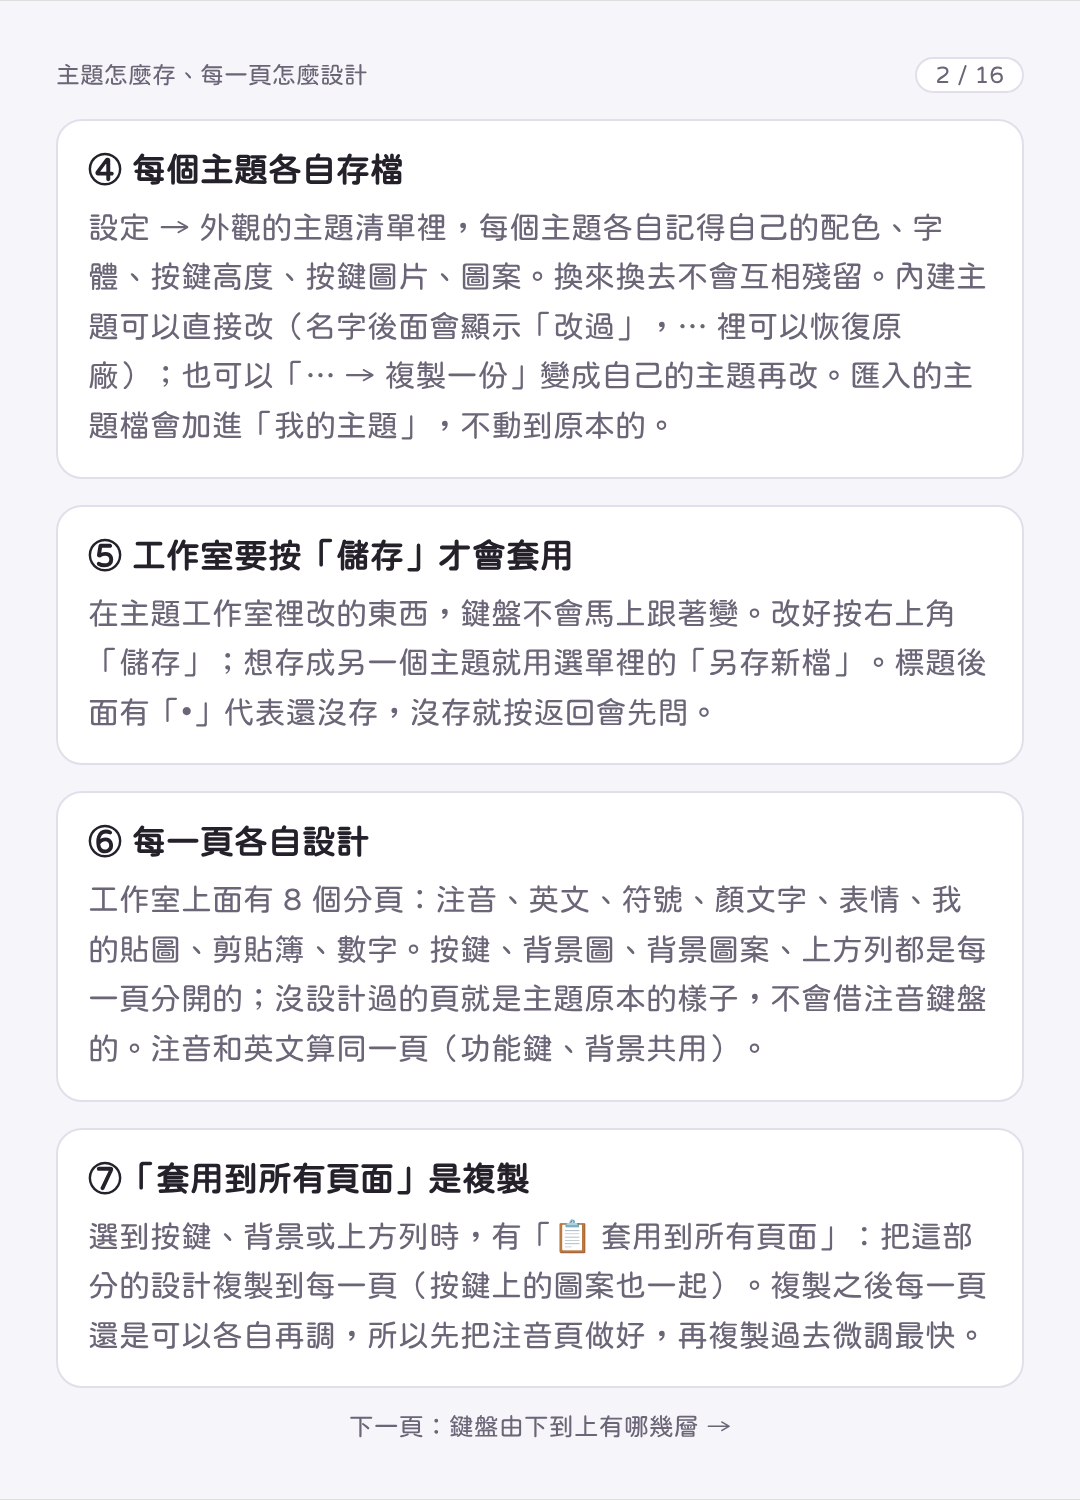 主題怎麼存、每一頁怎麼設計
2 / 16
④ 每個主題各自存檔
設定 → 外觀的主題清單裡，每個主題各自記得自己的配色、字
體、按鍵高度、按鍵圖片、圖案。換來換去不會互相殘留。內建主
題可以直接改（名字後面會顯示「改過」，⋯ 裡可以恢復原
廠）；也可以「⋯ → 複製一份」變成自己的主題再改。匯入的主
題檔會加進「我的主題」，不動到原本的。
⑤ 工作室要按「儲存」才會套用
在主題工作室裡改的東西，鍵盤不會馬上跟著變。改好按右上角
「儲存」；想存成另一個主題就用選單裡的「另存新檔」。標題後
面有「•」代表還沒存，沒存就按返回會先問。
⑥ 每一頁各自設計
工作室上面有 8 個分頁：注音、英文、符號、顏文字、表情、我
的貼圖、剪貼簿、數字。按鍵、背景圖、背景圖案、上方列都是每
一頁分開的；沒設計過的頁就是主題原本的樣子，不會借注音鍵盤
的。注音和英文算同一頁（功能鍵、背景共用）。
⑦「套用到所有頁面」是複製
選到按鍵、背景或上方列時，有「📋 套用到所有頁面」：把這部
分的設計複製到每一頁（按鍵上的圖案也一起）。複製之後每一頁
還是可以各自再調，所以先把注音頁做好，再複製過去微調最快。
下一頁：鍵盤由下到上有哪幾層 →